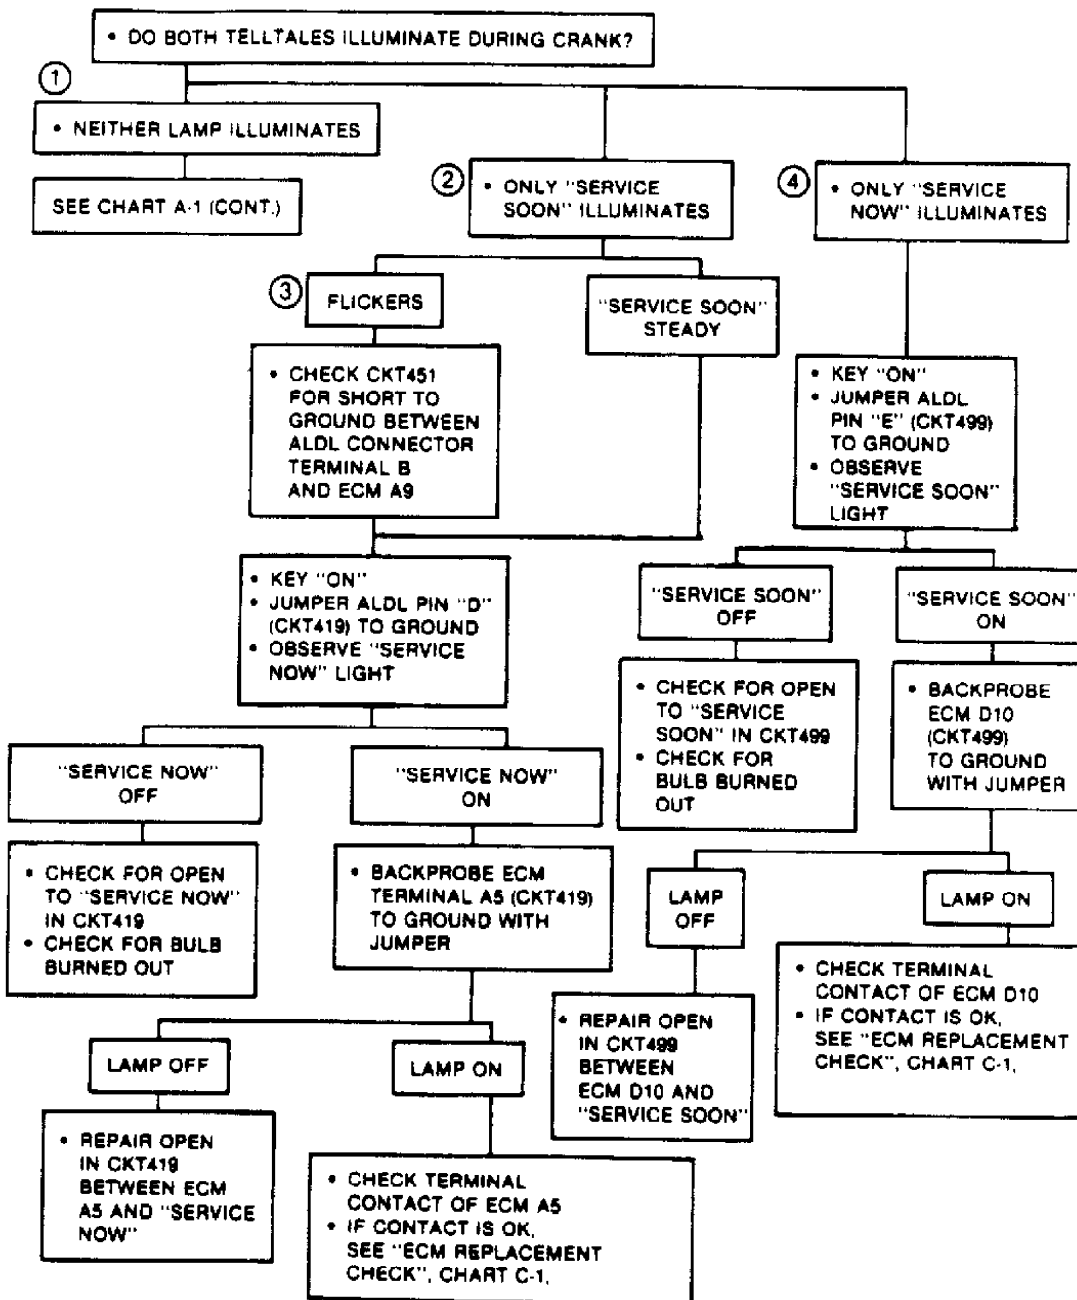 • DO BOTH TELLTALES ILLUMINATE DURING CRANK?
1
• NEITHER LAMP ILLUMINATES
SEE CHART A-1 (CONT.)
2
• ONLY "SERVICE
SOON" ILLUMINATES
4
• ONLY "SERVICE
NOW" ILLUMINATES
3
FLICKERS
"SERVICE SOON"
STEADY
• CHECK CKT451
FOR SHORT TO
GROUND BETWEEN
ALDL CONNECTOR
TERMINAL B
AND ECM A9
• KEY "ON"
• JUMPER ALDL
PIN "E" (CKT499)
TO GROUND
• OBSERVE
"SERVICE SOON"
LIGHT
• KEY "ON"
• JUMPER ALDL PIN "D"
(CKT419) TO GROUND
• OBSERVE "SERVICE
NOW" LIGHT
"SERVICE SOON"
OFF
"SERVICE SOON"
ON
• CHECK FOR OPEN
TO "SERVICE
SOON" IN CKT499
• CHECK FOR
BULB BURNED
OUT
• BACKPROBE
ECM D10
(CKT499)
TO GROUND
WITH JUMPER
"SERVICE NOW"
OFF
"SERVICE NOW"
ON
• CHECK FOR OPEN
TO "SERVICE NOW"
IN CKT419
• CHECK FOR BULB
BURNED OUT
• BACKPROBE ECM
TERMINAL A5 (CKT419)
TO GROUND WITH
JUMPER
LAMP
OFF
LAMP ON
• REPAIR OPEN
IN CKT499
BETWEEN
ECM D10 AND
"SERVICE SOON"
• CHECK TERMINAL
CONTACT OF ECM D10
• IF CONTACT IS OK,
SEE "ECM REPLACEMENT
CHECK", CHART C-1,
LAMP OFF
LAMP ON
• REPAIR OPEN
IN CKT419
BETWEEN ECM
A5 AND "SERVICE
NOW"
• CHECK TERMINAL
CONTACT OF ECM A5
• IF CONTACT IS OK,
SEE "ECM REPLACEMENT
CHECK", CHART C-1,